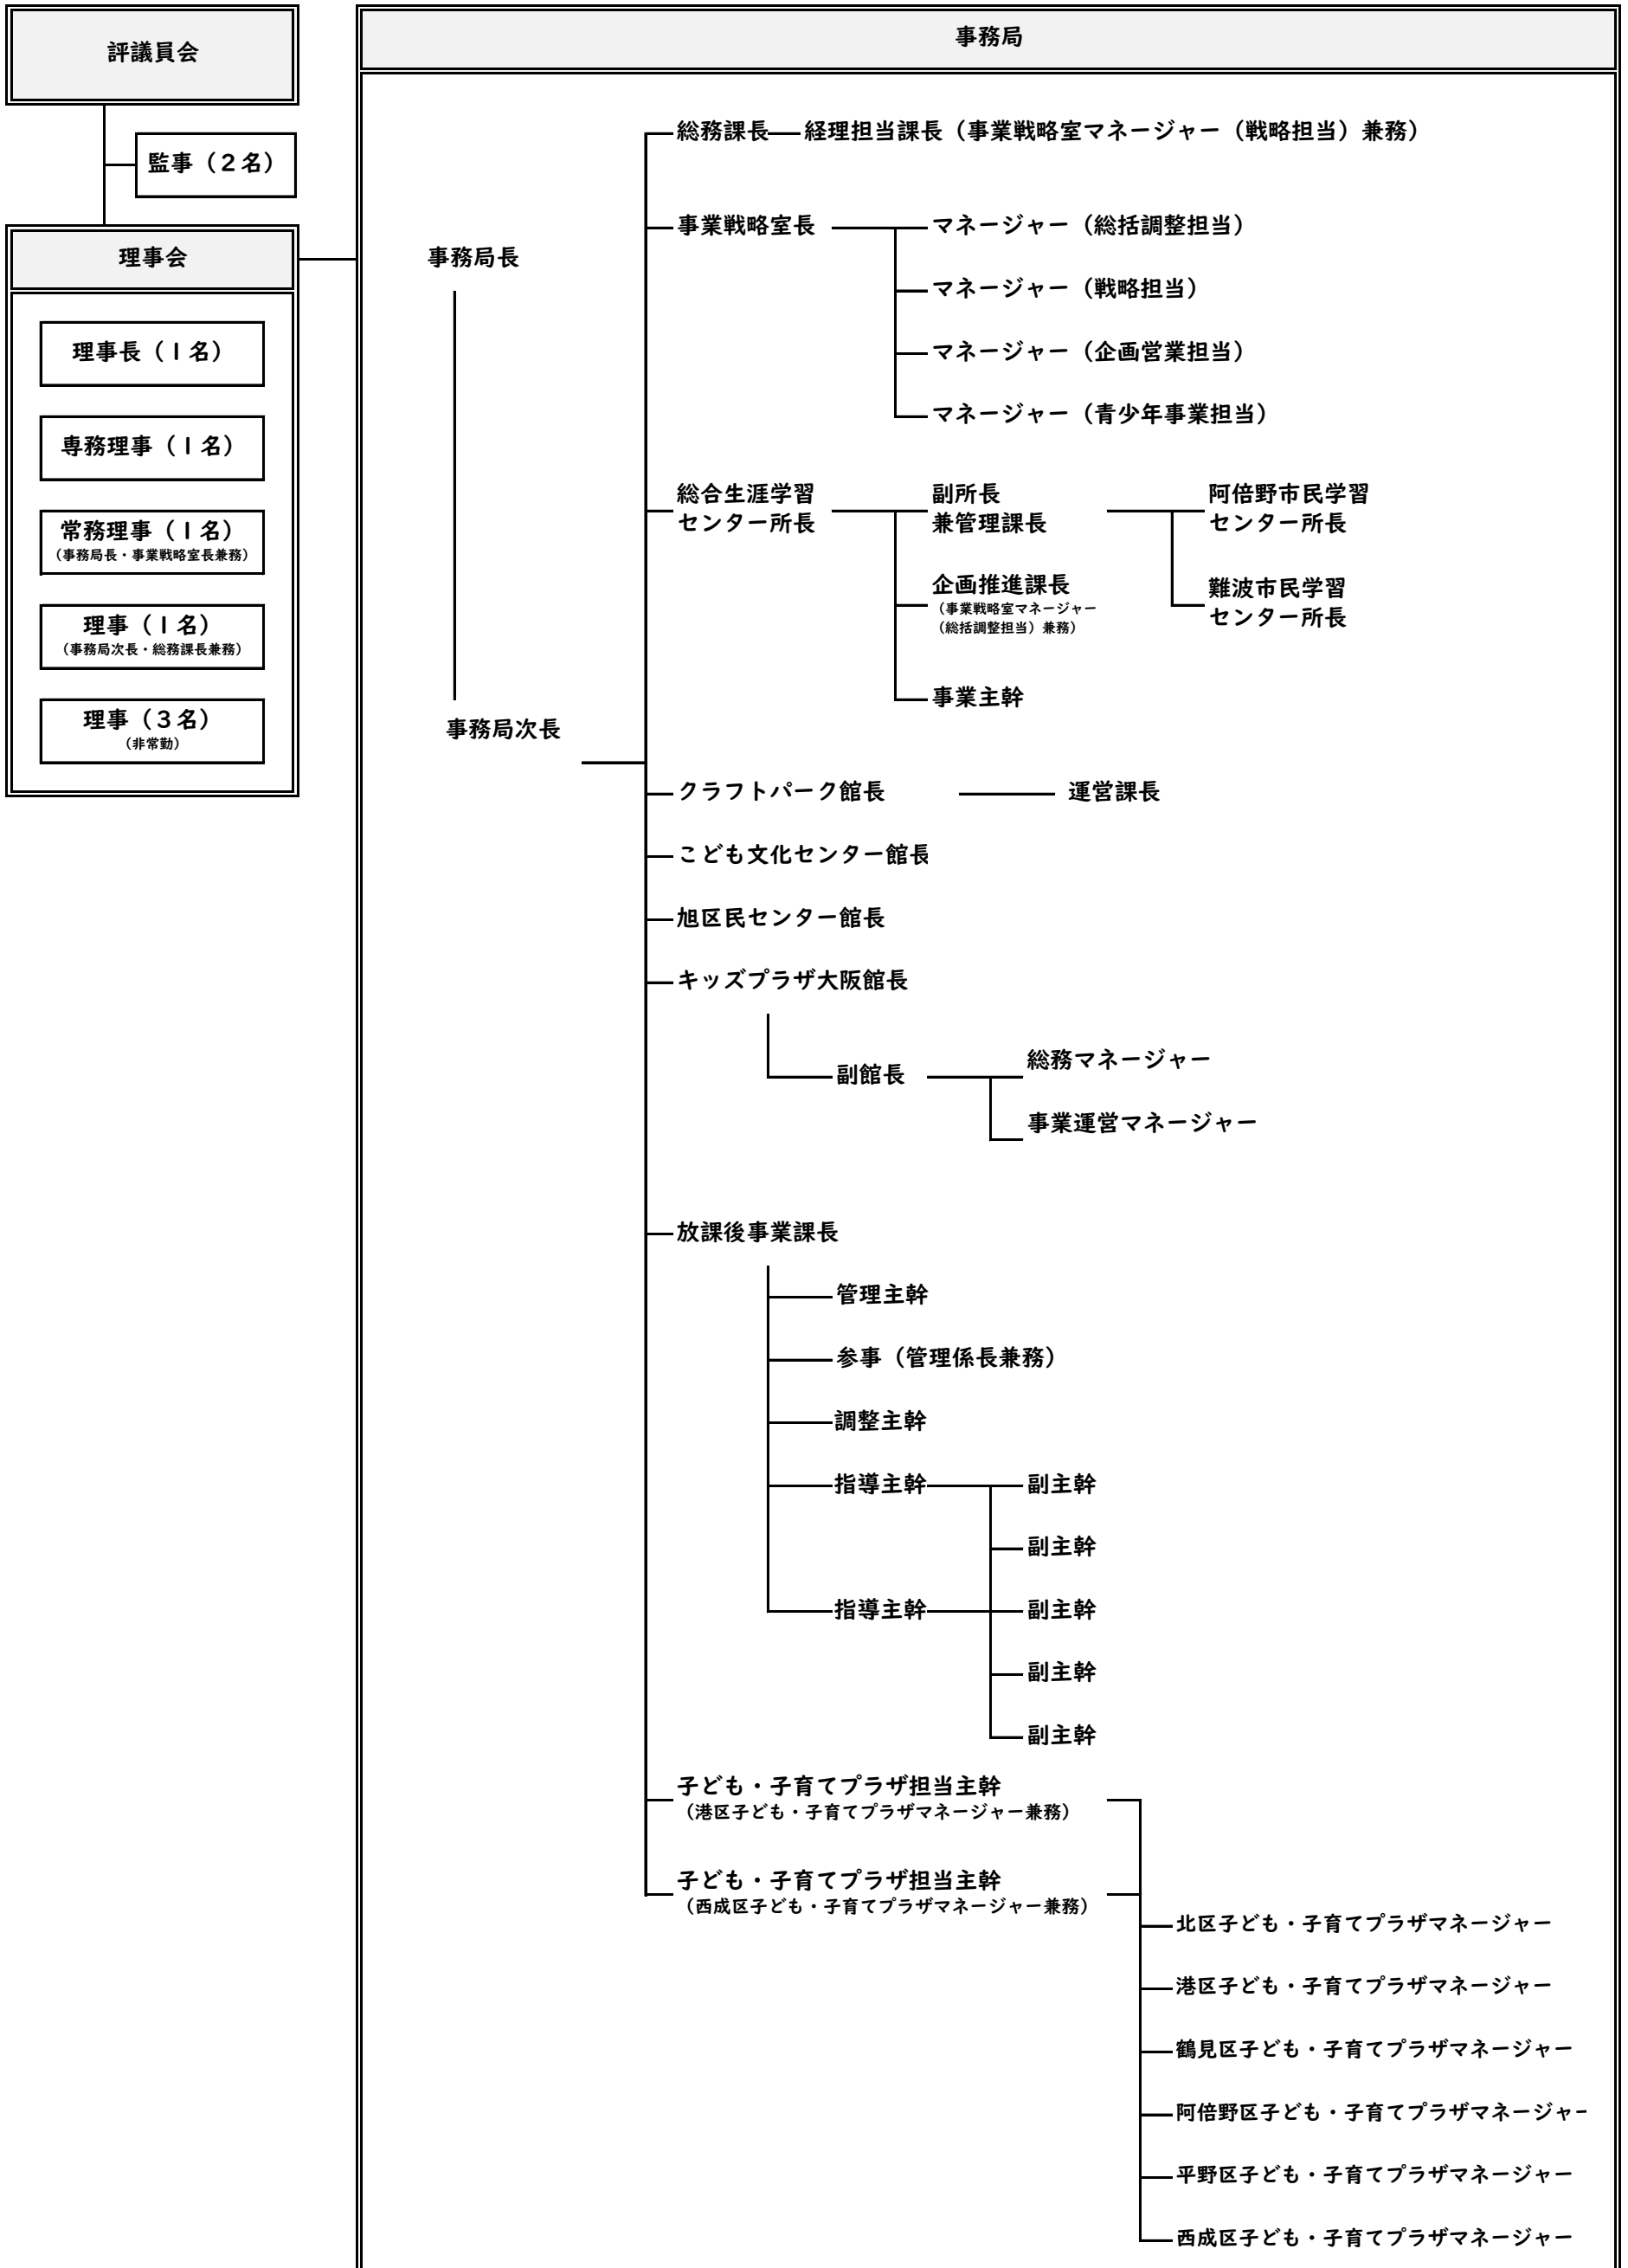 評議員会
監事（２名）
理事会
理事長（１名）
専務理事（１名）
常務理事（１名）
（事務局長・事業戦略室長兼務）
理事（１名）
（事務局次長・総務課長兼務）
理事（３名）
（非常勤）
事務局
事務局長
事務局次長
総務課長
経理担当課長（事業戦略室マネージャー（戦略担当）兼務）
事業戦略室長
マネージャー（総括調整担当）
マネージャー（戦略担当）
マネージャー（企画営業担当）
マネージャー（青少年事業担当）
総合生涯学習
センター所長
副所長
兼管理課長
阿倍野市民学習
センター所長
難波市民学習
センター所長
企画推進課長
（事業戦略室マネージャー
（総括調整担当）兼務）
事業主幹
クラフトパーク館長
運営課長
こども文化センター館長
旭区民センター館長
キッズプラザ大阪館長
副館長
総務マネージャー
事業運営マネージャー
放課後事業課長
管理主幹
参事（管理係長兼務）
調整主幹
指導主幹
副主幹
副主幹
指導主幹
副主幹
副主幹
副主幹
子ども・子育てプラザ担当主幹
（港区子ども・子育てプラザマネージャー兼務）
子ども・子育てプラザ担当主幹
（西成区子ども・子育てプラザマネージャー兼務）
北区子ども・子育てプラザマネージャー
港区子ども・子育てプラザマネージャー
鶴見区子ども・子育てプラザマネージャー
阿倍野区子ども・子育てプラザマネージャー
平野区子ども・子育てプラザマネージャー
西成区子ども・子育てプラザマネージャー